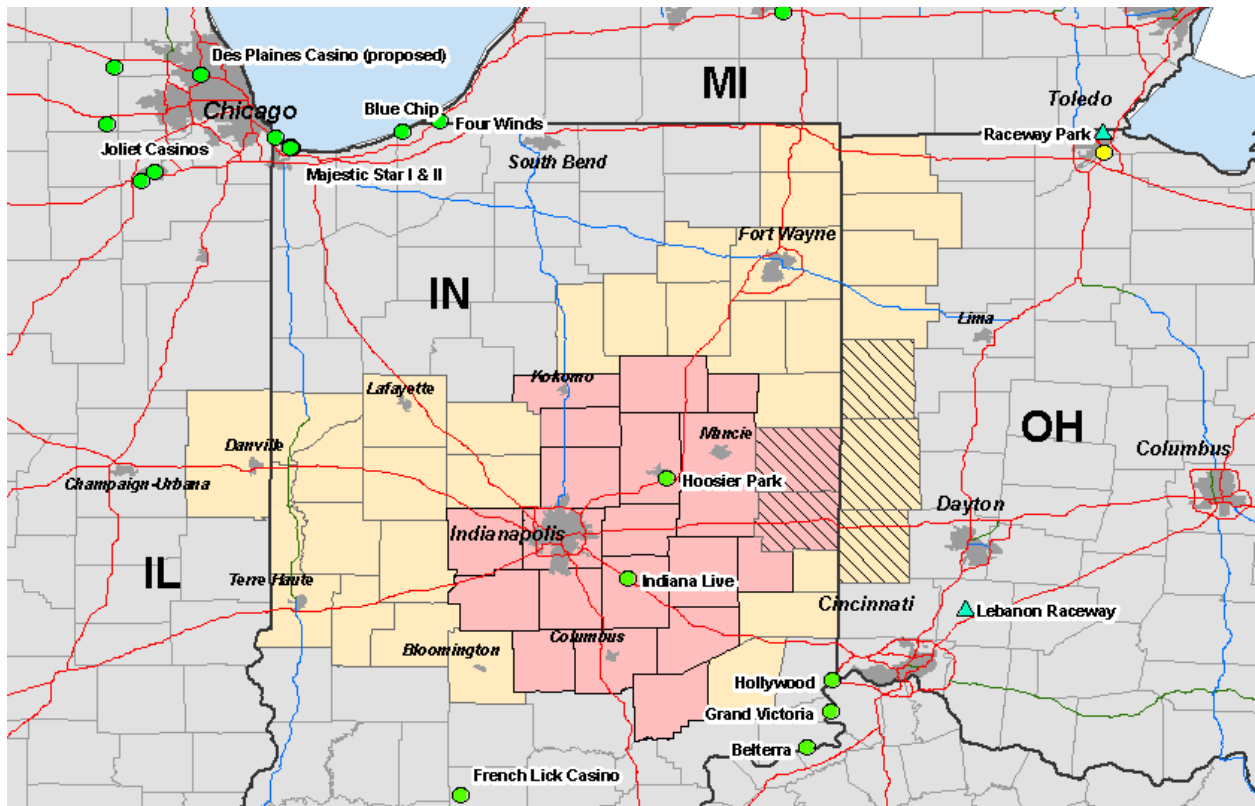 Des Plaines Casino (proposed)
MI
Toledo
Chicago
Blue Chip
Four Winds
Raceway Park
Joliet Casinos
South Bend
Majestic Star I & II
Fort Wayne
IN
Lima
Kokomo
Lafayette
OH
Muncie
Danville
Columbus
Champaign-Urbana
Hoosier Park
Dayton
Indianapolis
IL
Terre Haute
Indiana Live
Cincinnati
Lebanon Raceway
Columbus
Bloomington
Hollywood
Grand Victoria
Belterra
French Lick Casino